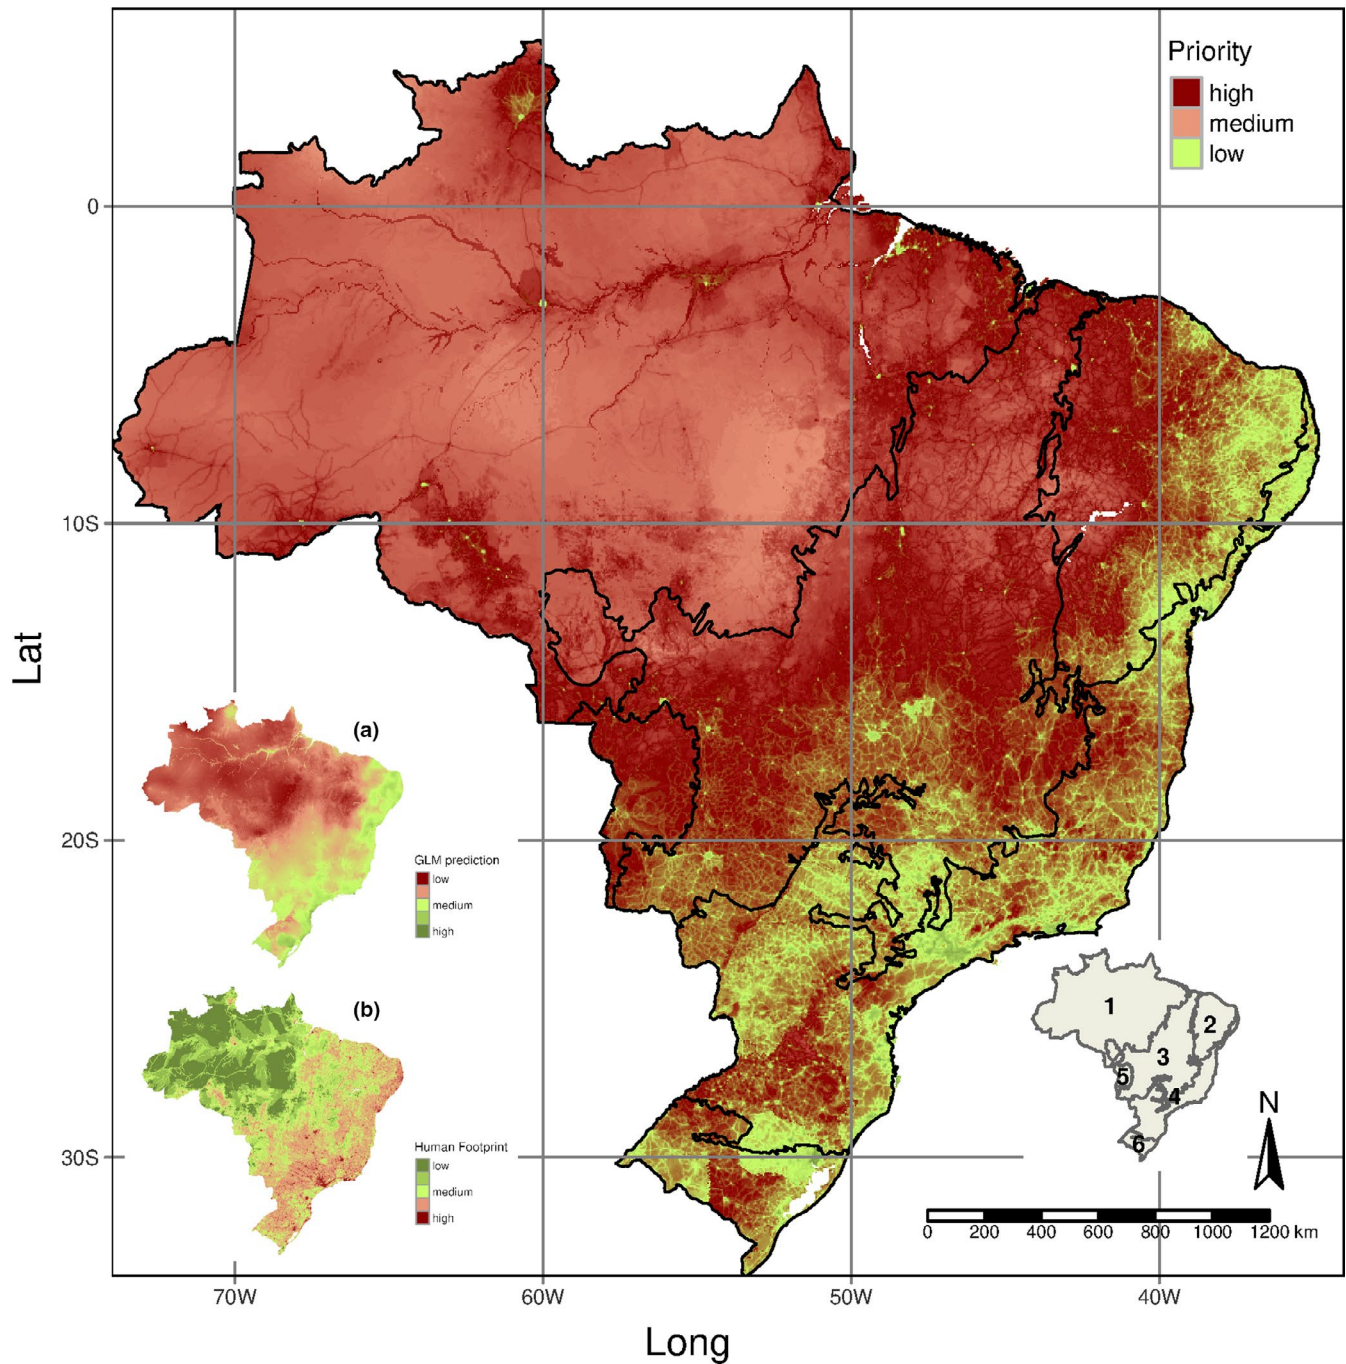 Priority
high
medium
low
0
10S
20S
30S
Lat
(a)
GLM prediction
low
medium
high
(b)
Human Footprint
low
medium
high
1
2
3
5
4
6
N
0 200 400 600 800 1000 1200 km
70W 60W 50W 40W
Long